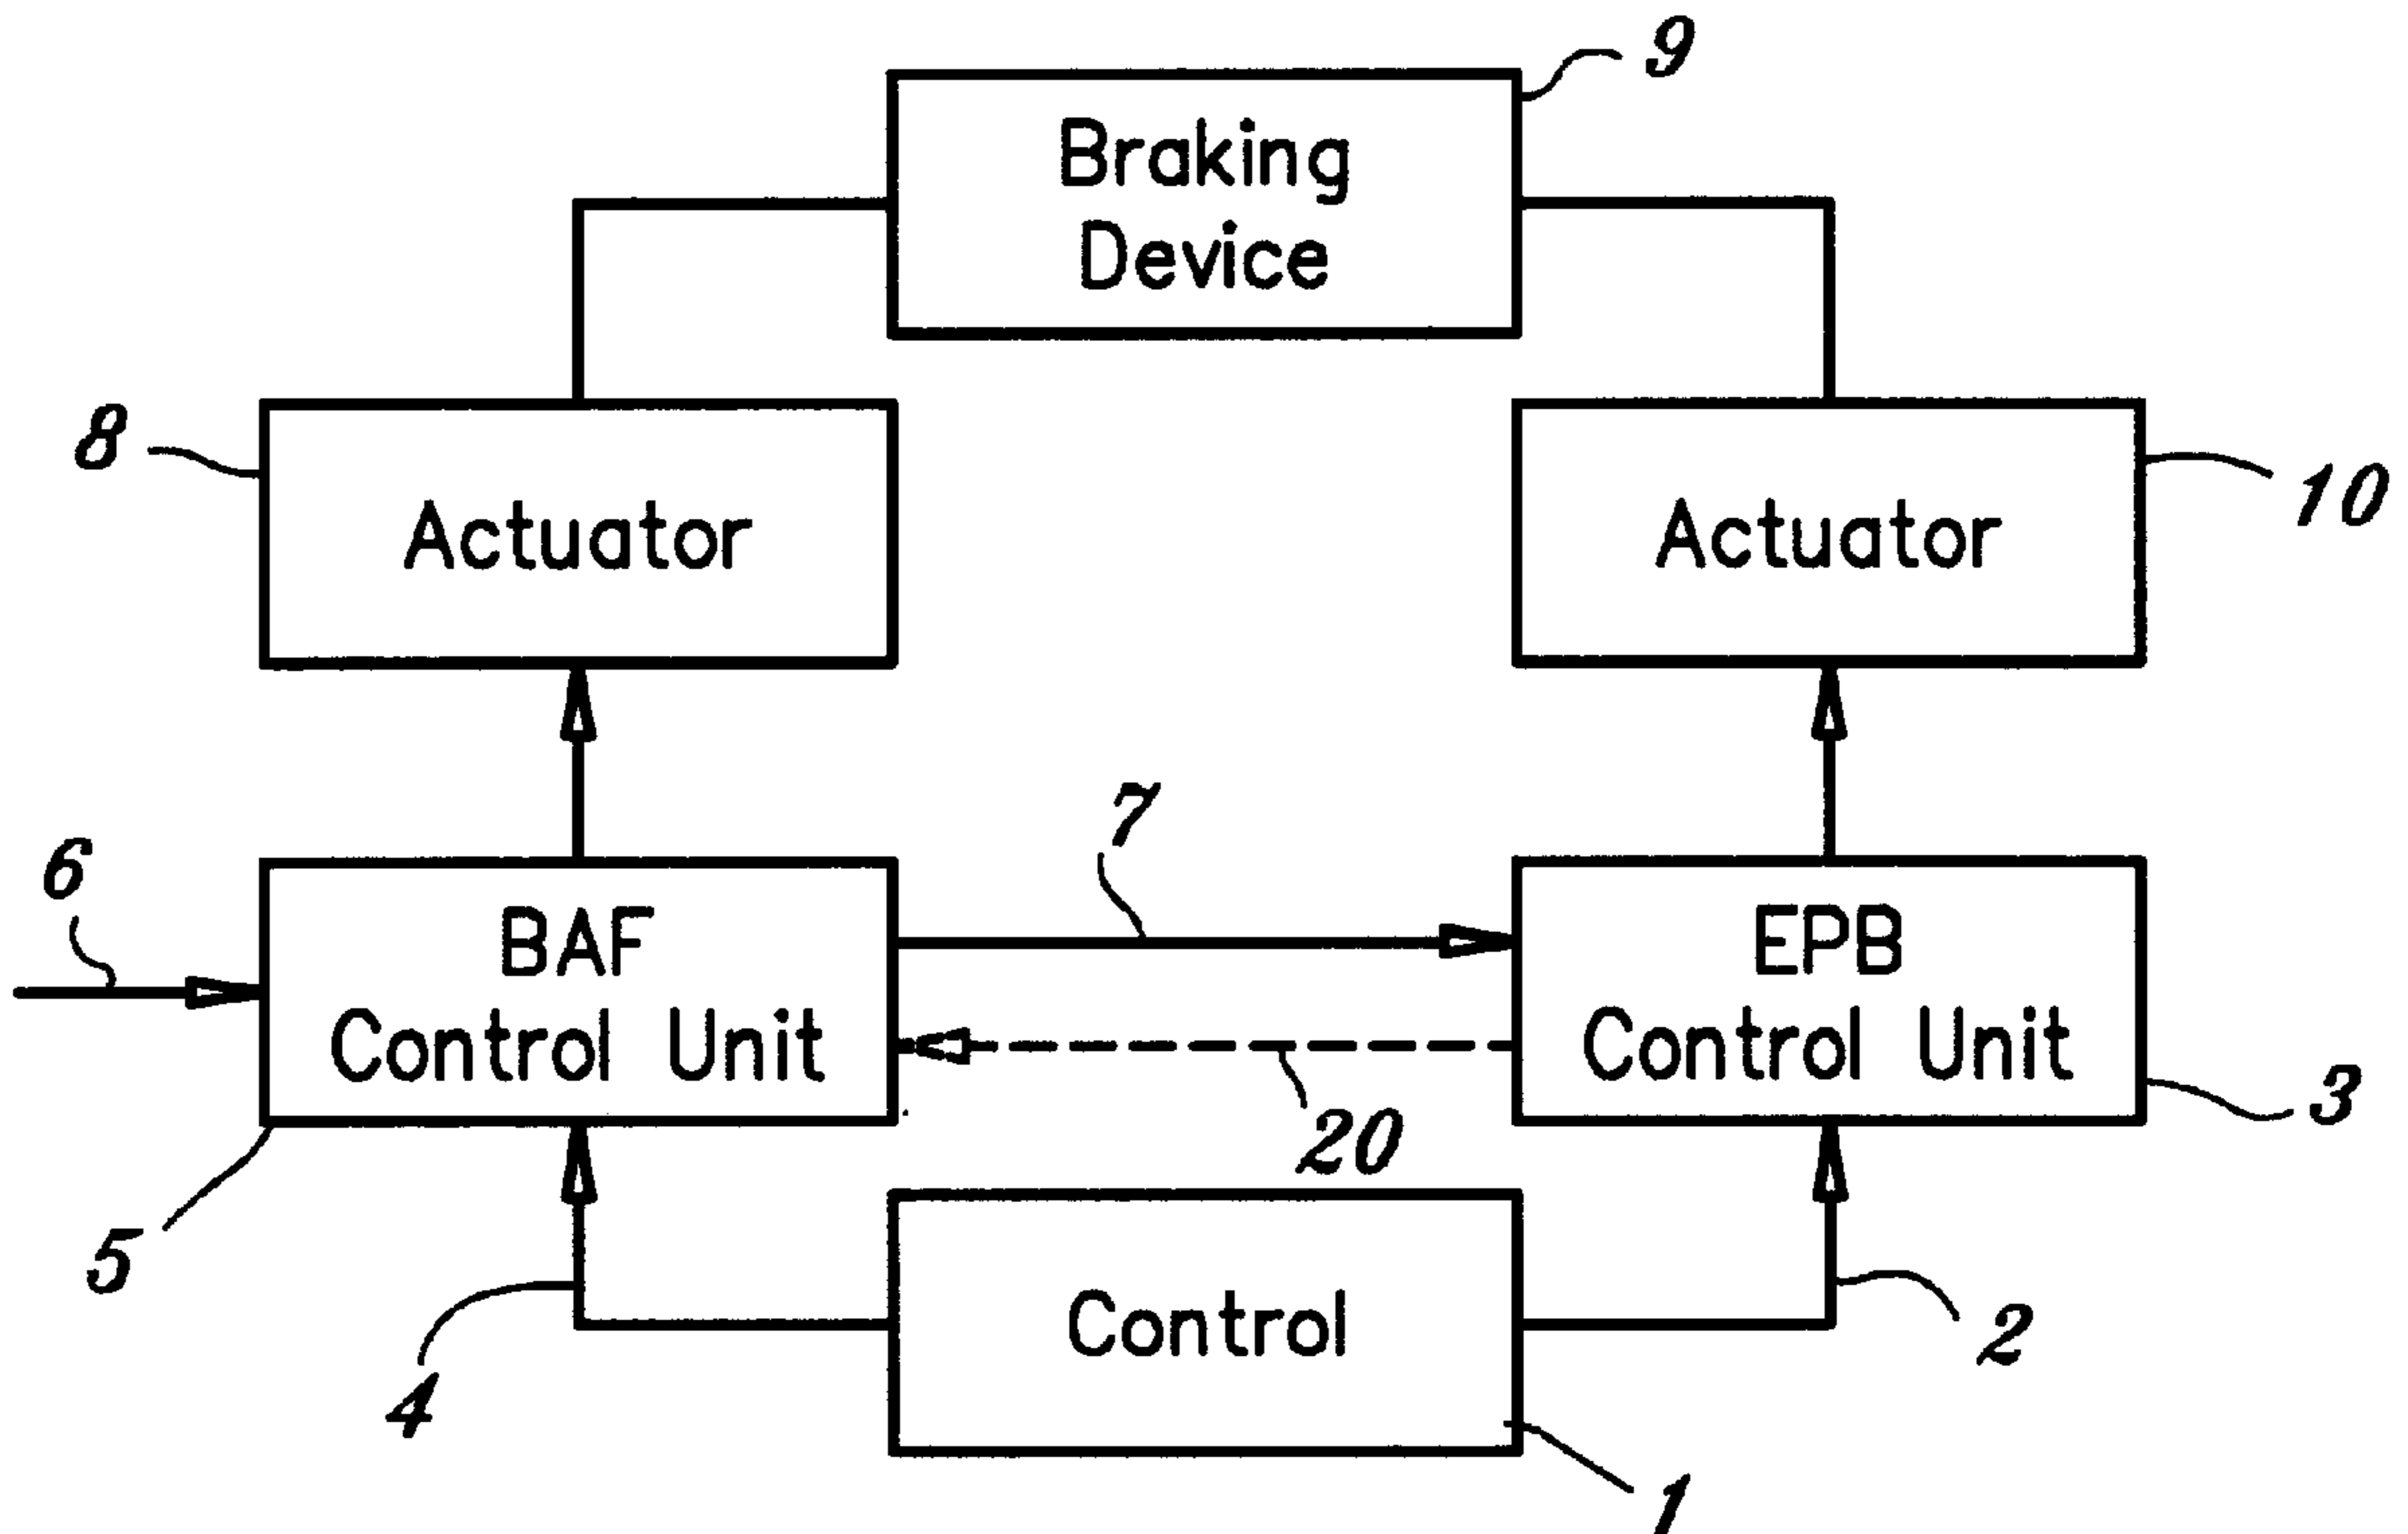 9
Braking
Device
8
Actuator
Actuator
10
7
6
BAF
Control Unit
EPB
Control Unit
3
20
5
Control
2
4
1